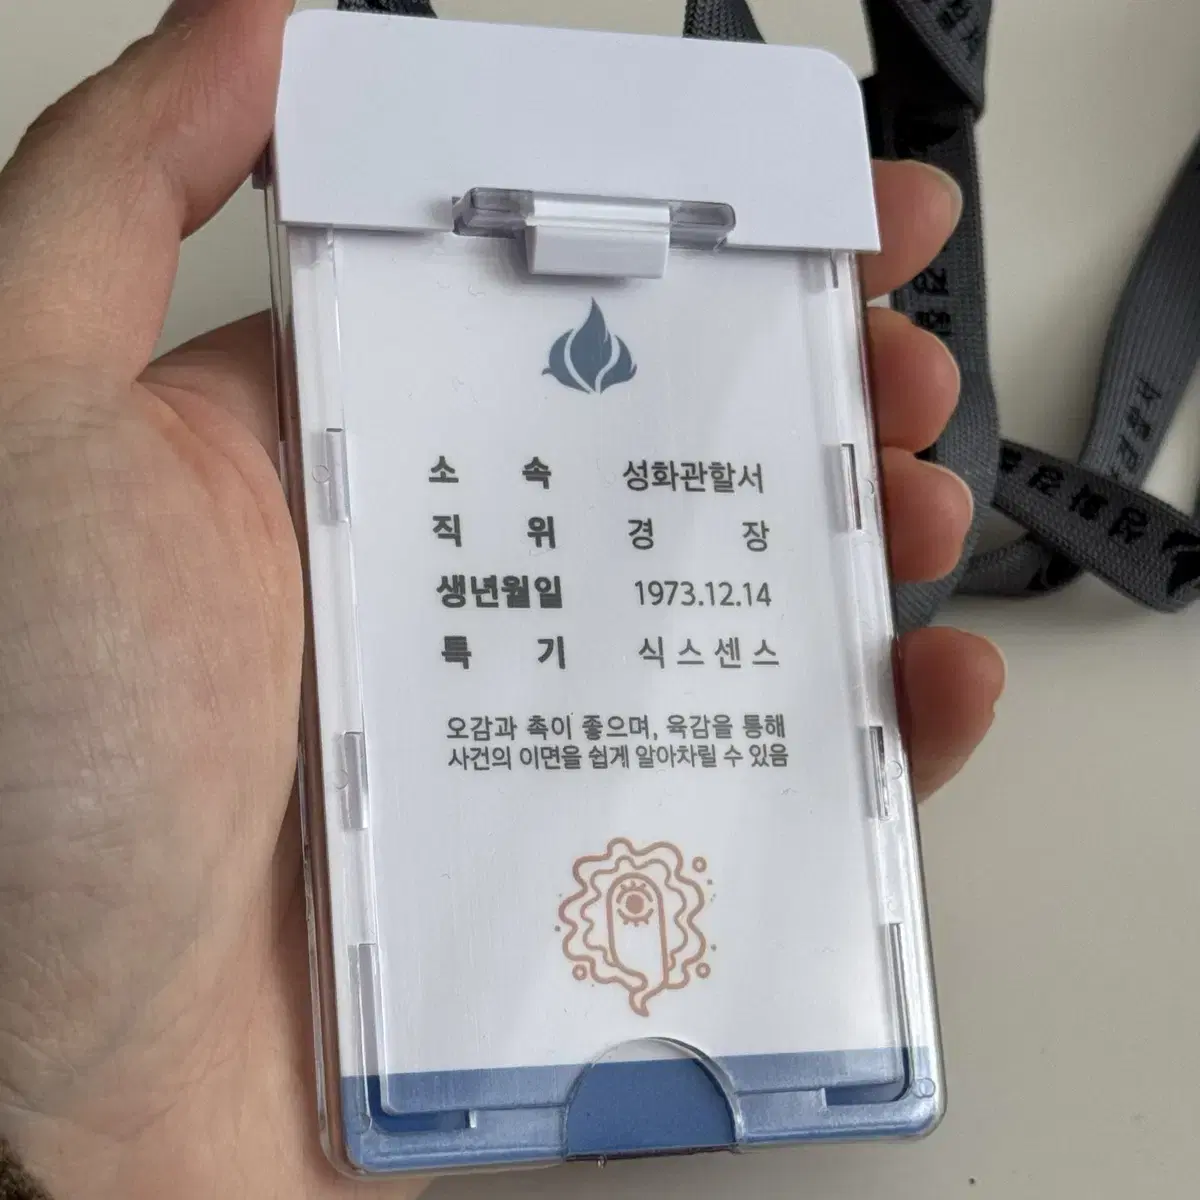 소 속 성화관할서
직 위 경 장
생년월일 1973.12.14
특 기 식스센스
오감과 촉이 좋으며, 육감을 통해
사건의 이면을 쉽게 알아차릴 수 있음